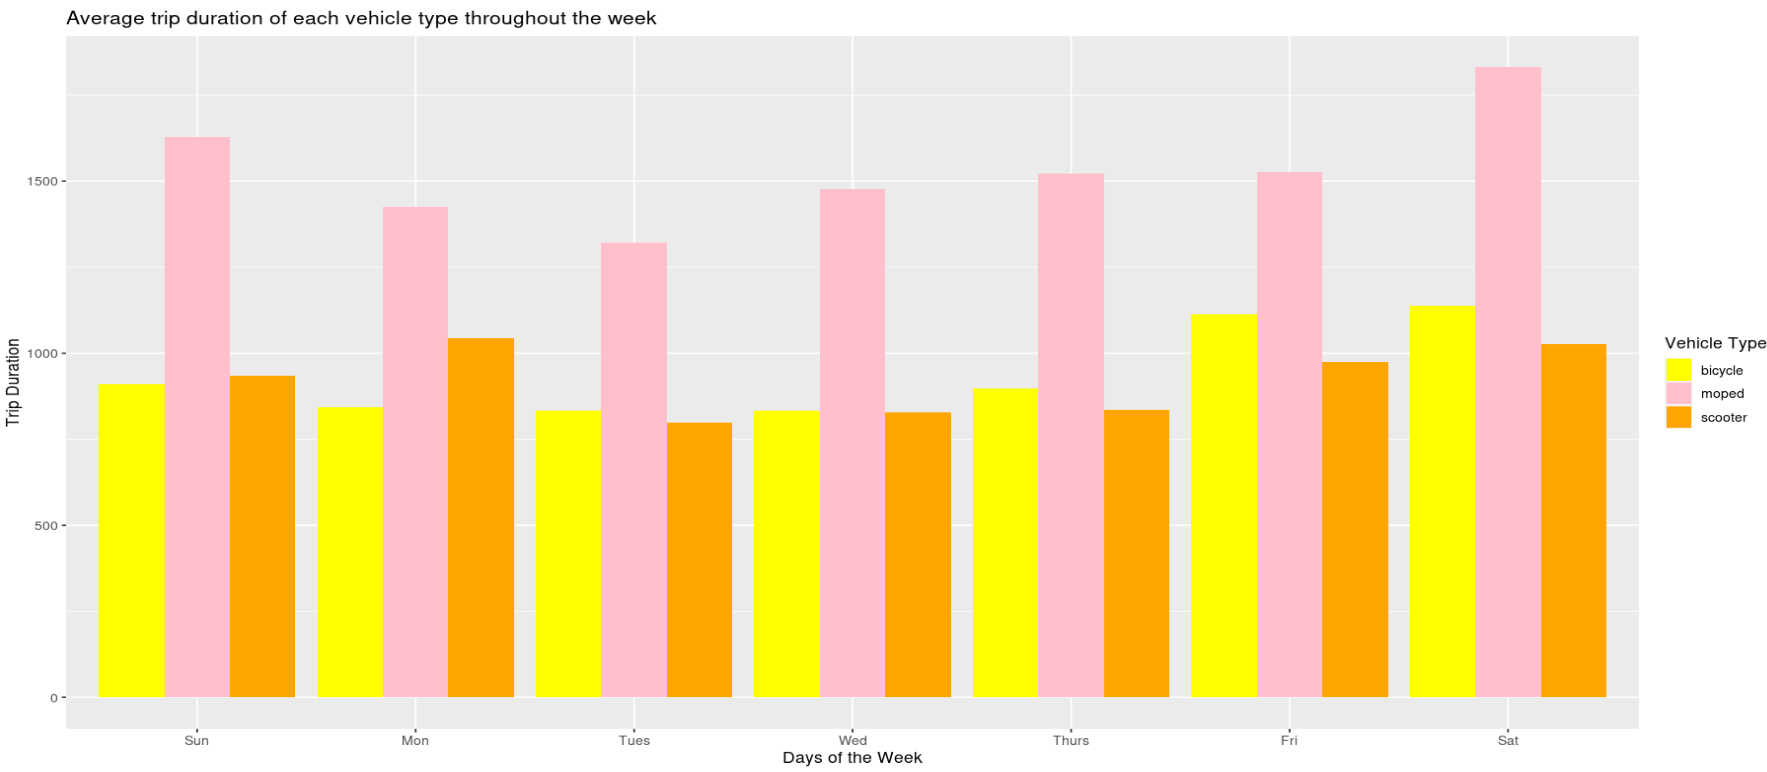 Average trip duration of each vehicle type throughout the week
Trip Duration
1500
1000
500
0
Sun Mon Tues Wed Thurs Fri Sat
Days of the Week
Vehicle Type
bicycle
moped
scooter